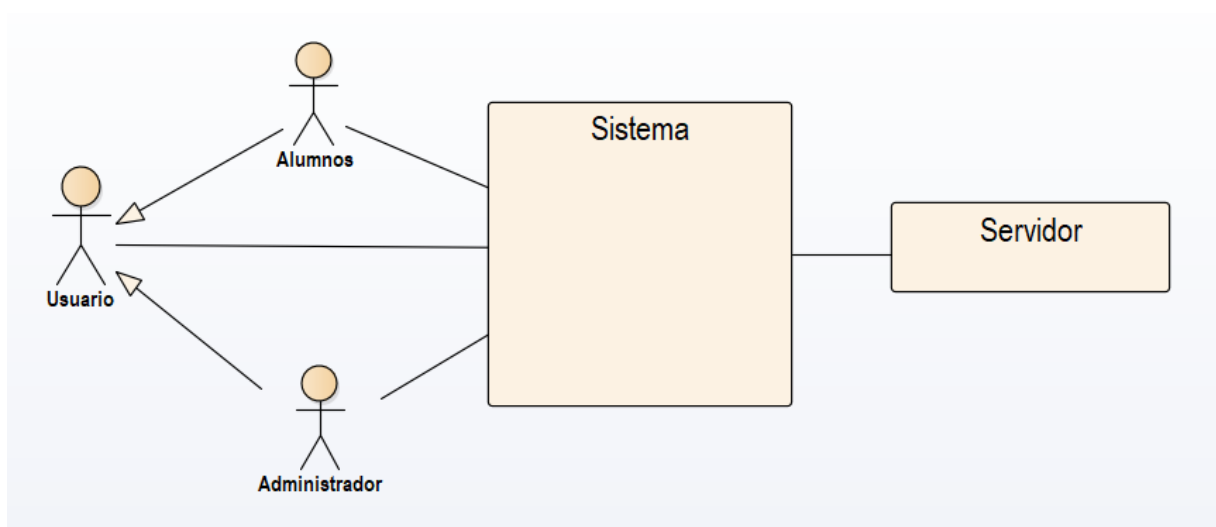 Alumnos
Sistema
Servidor
Usuario
Administrador